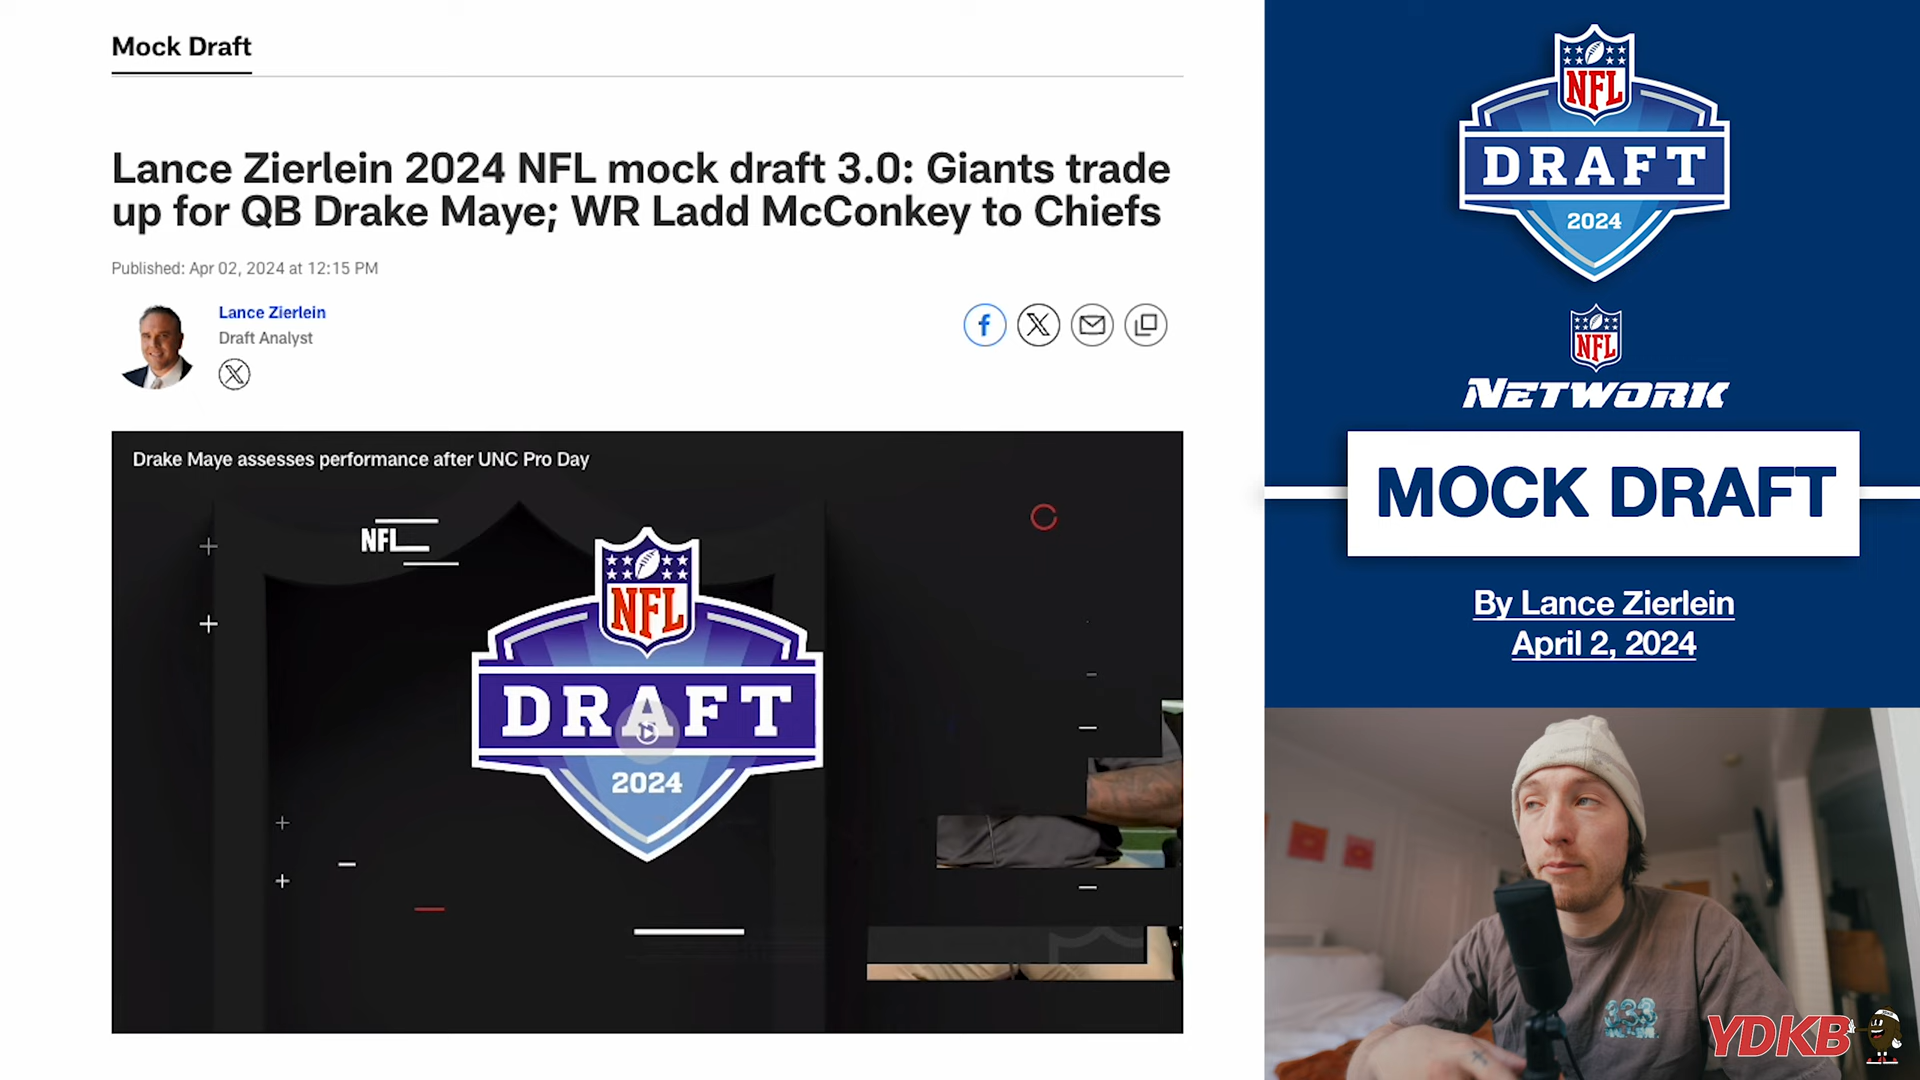 Mock Draft
Lance Zierlein 2024 NFL mock draft 3.0: Giants trade
up for QB Drake Maye; WR Ladd McConkey to Chiefs
Published: Apr 02, 2024 at 12:15 PM
Lance Zierlein
Draft Analyst
Drake Maye assesses performance after UNC Pro Day
NFL
NFL
DRAFT
2024
NFL
DRAFT
2024
NFL
NETWORK
MOCK DRAFT
By Lance Zierlein
April 2, 2024
333
YDKB